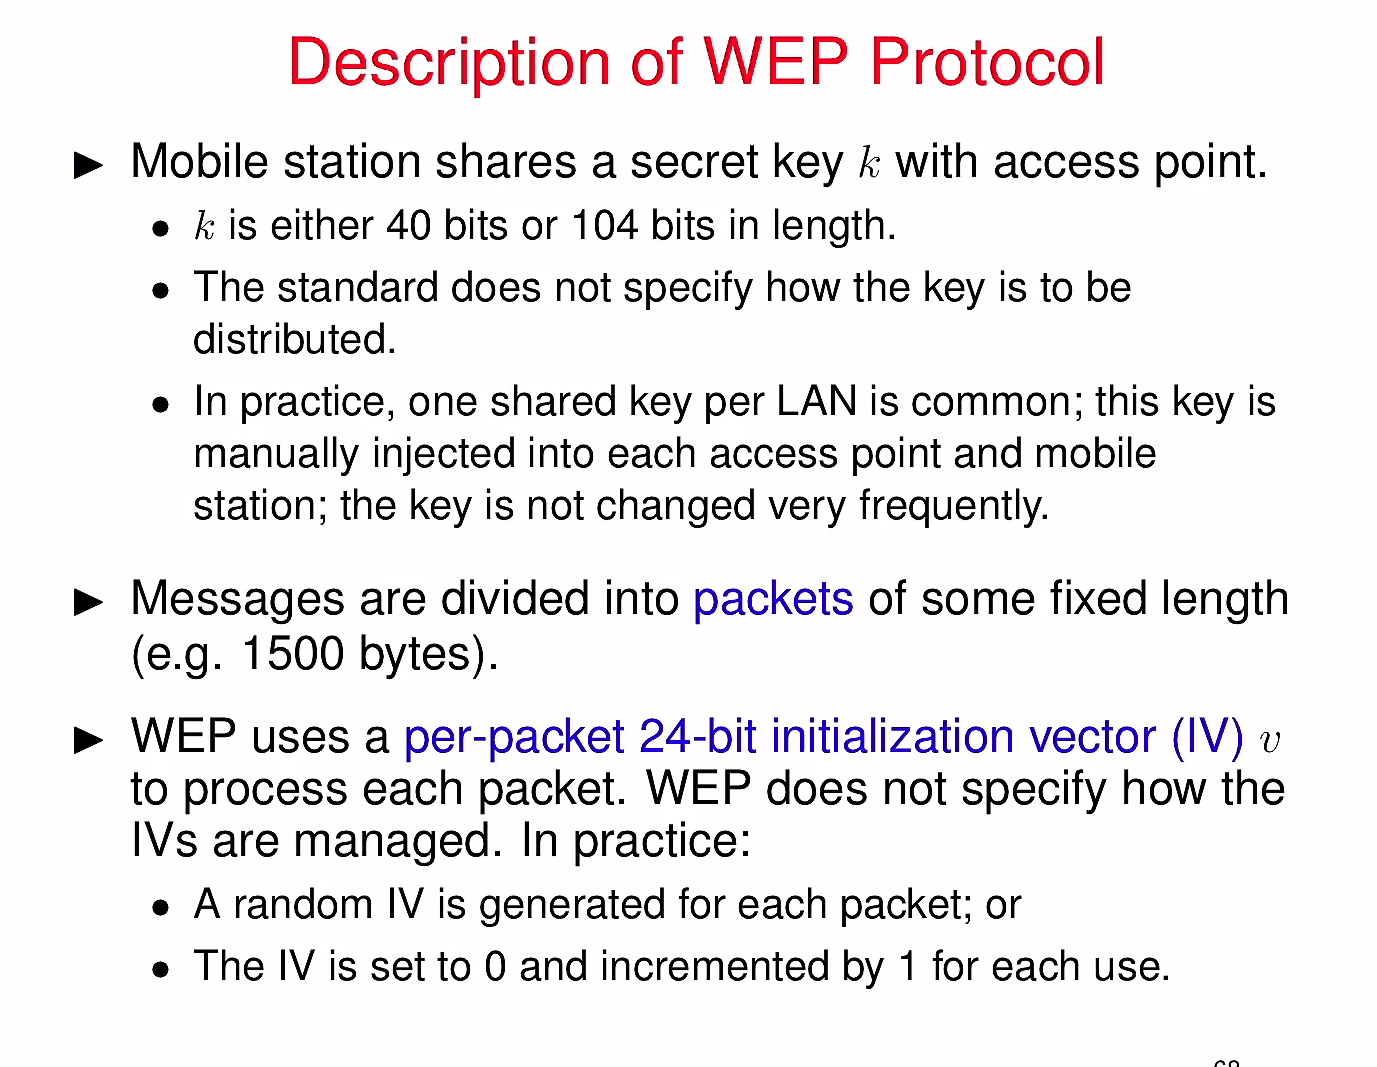 Description of WEP Protocol
▶ Mobile station shares a secret key k with access point.
• k is either 40 bits or 104 bits in length.
• The standard does not specify how the key is to be
distributed.
• In practice, one shared key per LAN is common; this key is
manually injected into each access point and mobile
station; the key is not changed very frequently.
▶ Messages are divided into packets of some fixed length
(e.g. 1500 bytes).
▶ WEP uses a per-packet 24-bit initialization vector (IV) v
to process each packet. WEP does not specify how the
IVs are managed. In practice:
• A random IV is generated for each packet; or
• The IV is set to 0 and incremented by 1 for each use.